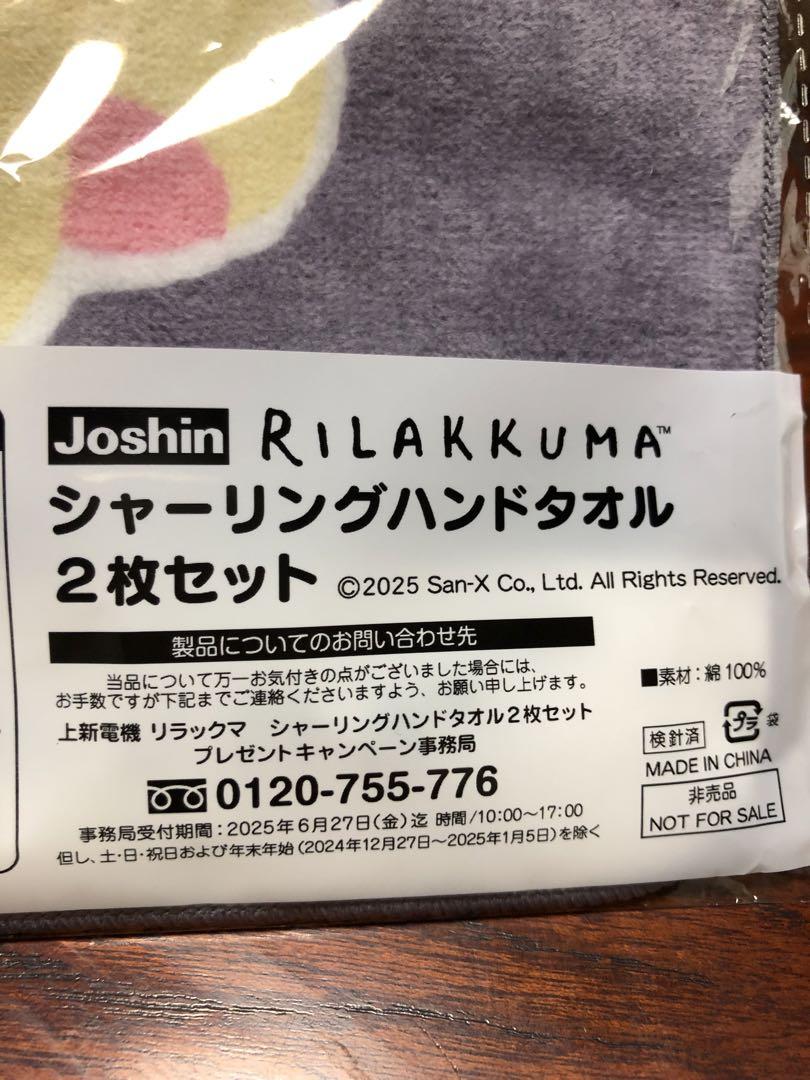 Joshin RILAKKUMA™
シャーリングハンドタオル
2枚セット ©2025 San-X Co., Ltd. All Rights Reserved.
製品についてのお問い合わせ先
当品について万一お気付きの点がございました場合には、
お手数ですが下記までご連絡くださいますよう、お願い申し上げます。
上新電機 リラックマ シャーリングハンドタオル2枚セット
プレゼントキャンペーン事務局
0120-755-776
事務局受付期間：2025年6月27日(金)迄 時間/10:00〜17:00
但し、土・日・祝日および年末年始(2024年12月27日〜2025年1月5日)を除く
■素材：綿100%
検針済 プラ 袋
MADE IN CHINA
非売品
NOT FOR SALE